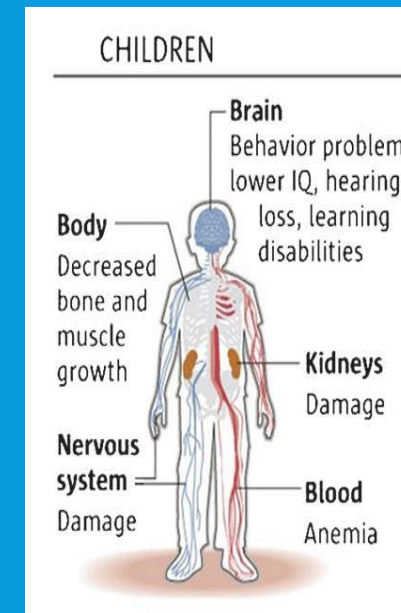 CHILDREN
Brain
Behavior problem
lower IQ, hearing
loss, learning
disabilities
Body
Decreased
bone and
muscle
growth
Kidneys
Damage
Nervous
system
Damage
Blood
Anemia